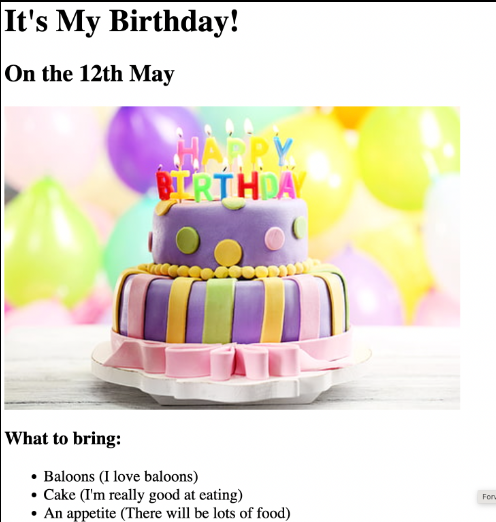 It's My Birthday!
On the 12th May
HAPPY
BIRTHDAY
What to bring:
Baloons (I love baloons)
Cake (I'm really good at eating)
An appetite (There will be lots of food)